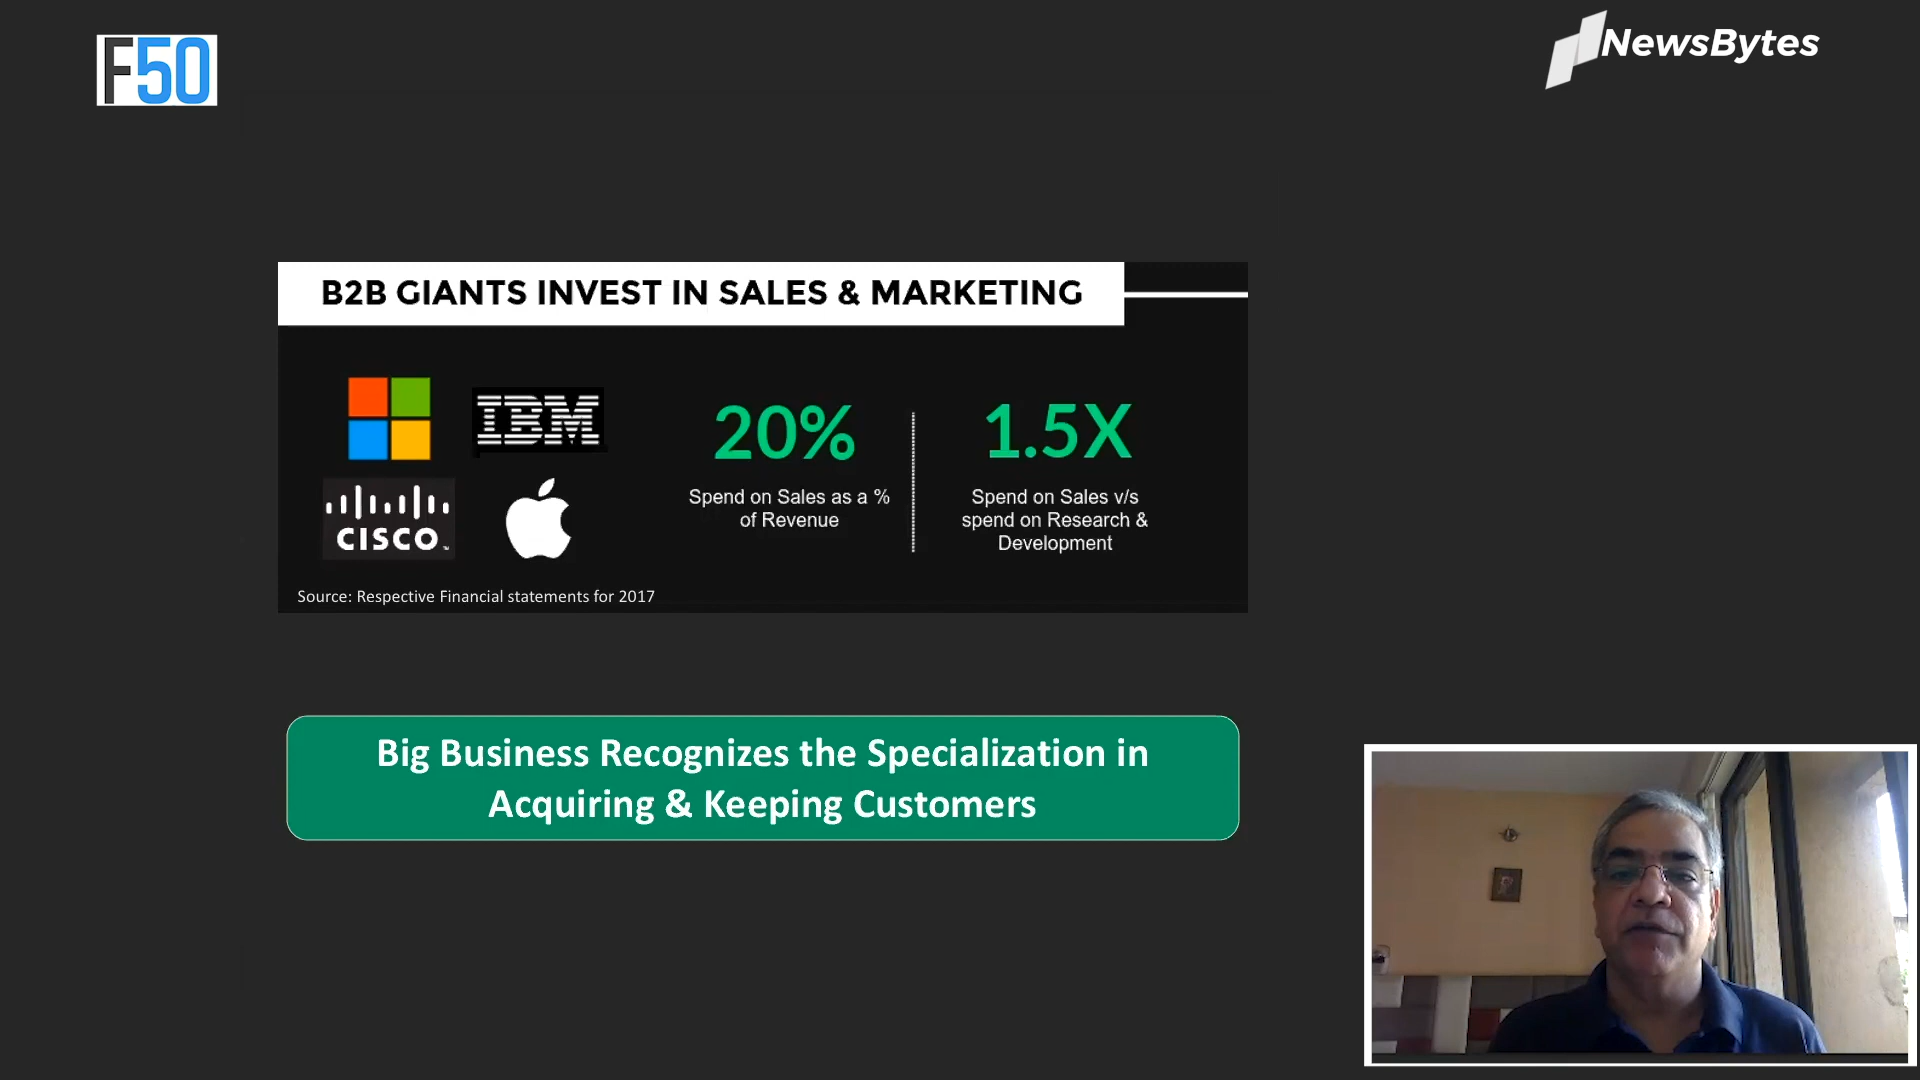 F50
NewsBytes
B2B GIANTS INVEST IN SALES & MARKETING
IBM
CISCO
20%
Spend on Sales as a %
of Revenue
1.5X
Spend on Sales v/s
spend on Research &
Development
Source: Respective Financial statements for 2017
Big Business Recognizes the Specialization in
Acquiring & Keeping Customers